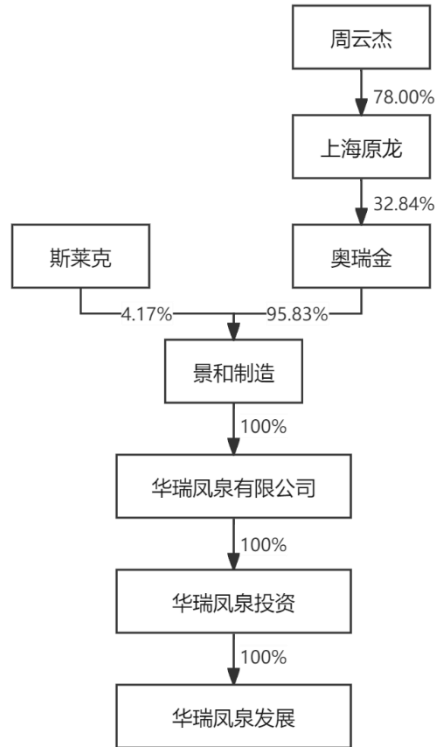 周云杰
78.00%
上海原龙
32.84%
斯莱克
奥瑞金
4.17%
95.83%
景和制造
100%
华瑞凤泉有限公司
100%
华瑞凤泉投资
100%
华瑞凤泉发展